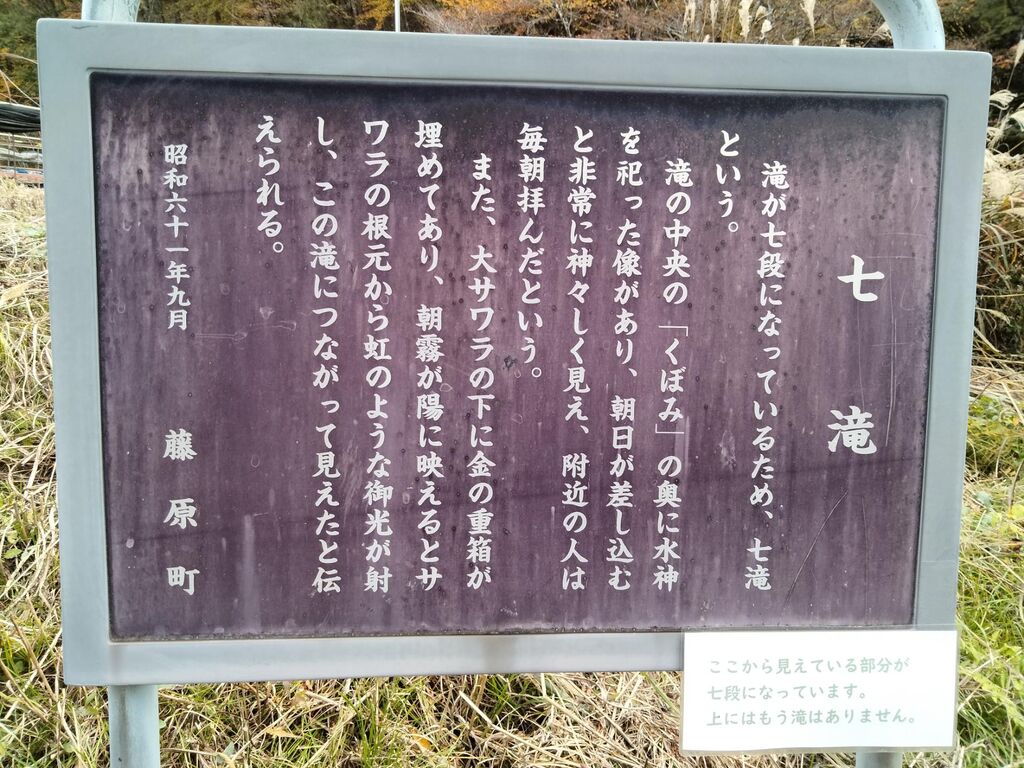 七滝
滝が七段になっているため、七滝
という。
滝の中央の「くぼみ」の奥に水神
を祀った像があり、朝日が差し込む
と非常に神々しく見え、附近の人は
毎朝拝んだという。
また、大サワラの下に金の重箱が
埋めてあり、朝霧が陽に映えるとサ
ワラの根元から虹のような御光が射
し、この滝につながって見えたと伝
えられる。
昭和六十一年九月
藤原町
ここから見えている部分が
七段になっています。
上にはもう滝はありません。